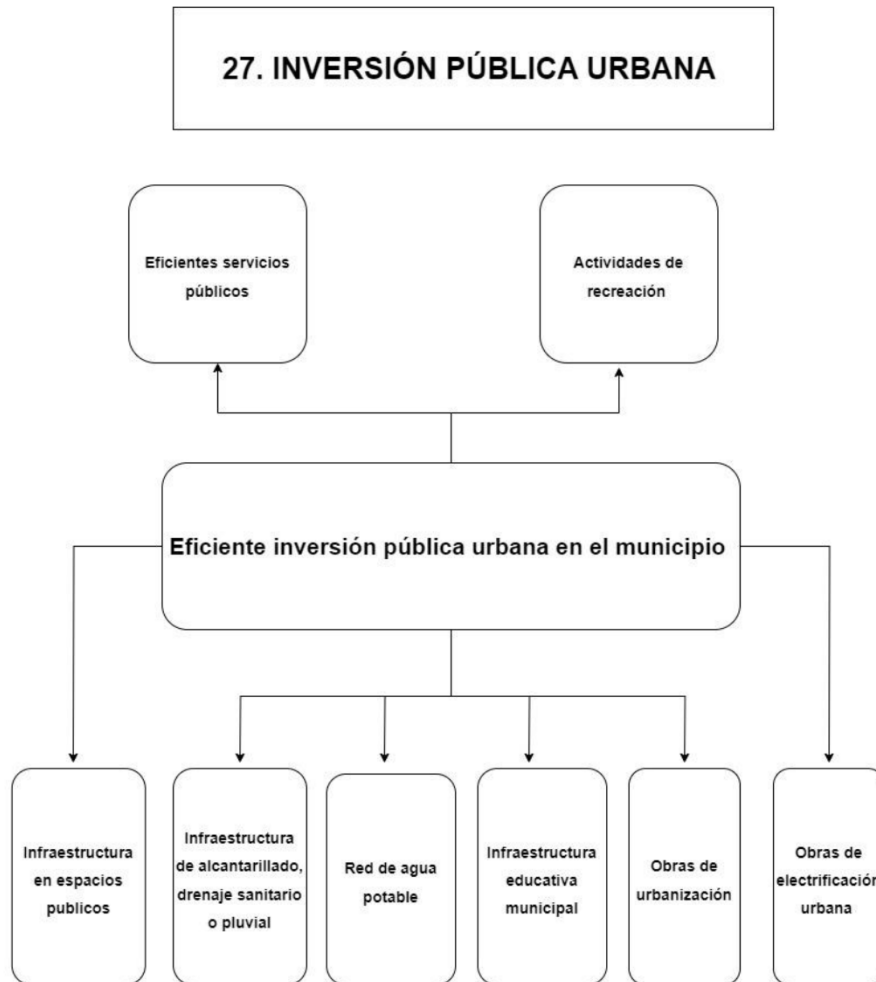 27. INVERSIÓN PÚBLICA URBANA
Eficientes servicios
públicos
Actividades de
recreación
Eficiente inversión pública urbana en el municipio
Infraestructura
en espacios
publicos
Infraestructura
de alcantarillado,
drenaje sanitario
o pluvial
Red de agua
potable
Infraestructura
educativa
municipal
Obras de
urbanización
Obras de
electrificación
urbana